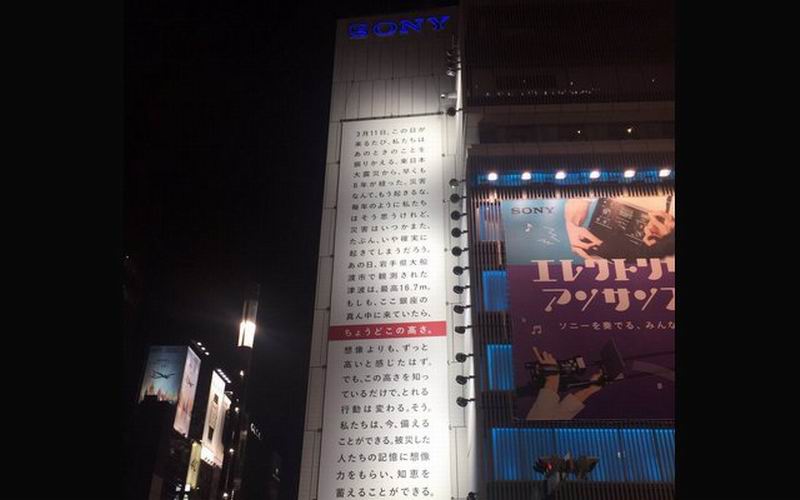 SONY
3月11日。この日が
来るたび、私たちは
あのときのことを
振りかえる。東日本
大震災から、早くも
8年が経った。災害
なんて、もう起きるな。
毎年のように私たち
はそう思うけれど、
災害はいつかまた、
たぶん、いや確実に
起きてしまうだろう。
あの日、岩手県大船
渡市で観測された
津波は、最高16.7m。
もしも、ここ銀座の
真ん中に来ていたら、
ちょうどこの高さ。
想像よりも、ずっと
高いと感じたはず。
でも、この高さを知っ
ているだけで、とれる
行動は変わる。そう。
私たちは、今、備える
ことができる。被災した
人たちの記憶に想像
力をもらい、知恵を
蓄えることができる。
SONY
エレクトリッ
アンサンブ
ソニーを奏でる、みんな